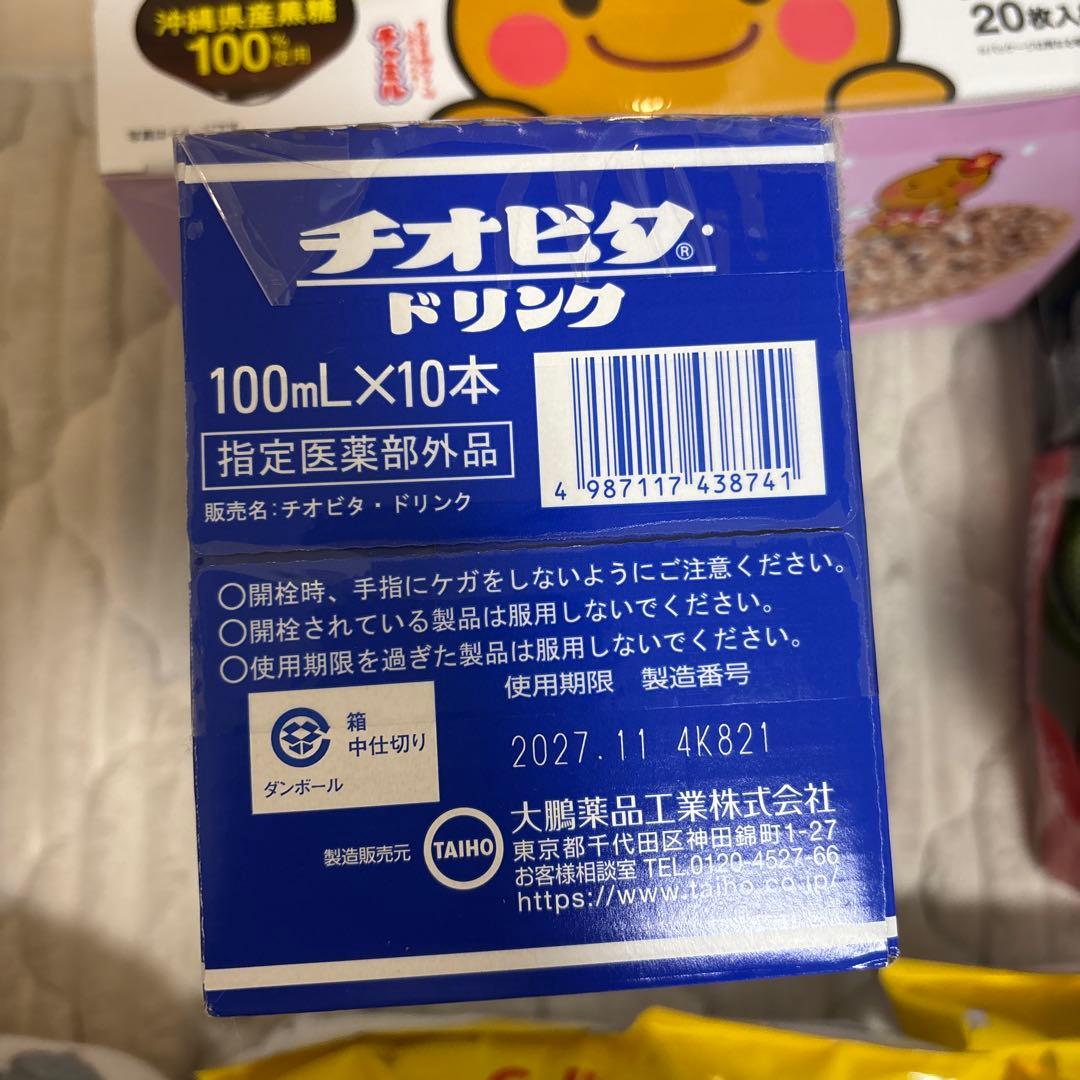 沖縄県産黒糖
100%使用
20枚入
チオビタ®
ドリンク
100mL×10本
指定医薬部外品
販売名:チオビタ・ドリンク
4 987117 438741
○開栓時、手指にケガをしないようにご注意ください。
○開栓されている製品は服用しないでください。
○使用期限を過ぎた製品は服用しないでください。
使用期限 製造番号
2027.11 4K821
箱
中仕切り
ダンボール
製造販売元
TAIHO
大鵬薬品工業株式会社
東京都千代田区神田錦町1-27
お客様相談室 TEL.0120-4527-66
https://www.taiho.co.jp/